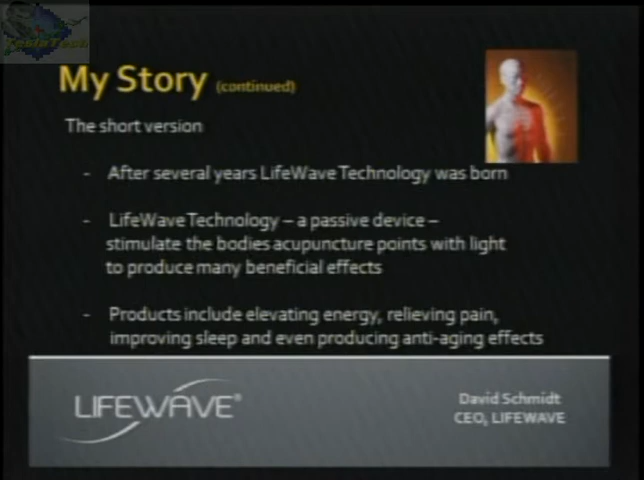 TeslaTech
My Story (continued)
The short version
- After several years LifeWave Technology was born
- LifeWave Technology – a passive device –
stimulate the bodies acupuncture points with light
to produce many beneficial effects
- Products include elevating energy, relieving pain,
improving sleep and even producing anti-aging effects
LIFEWAVE®
David Schmidt
CEO, LIFEWAVE